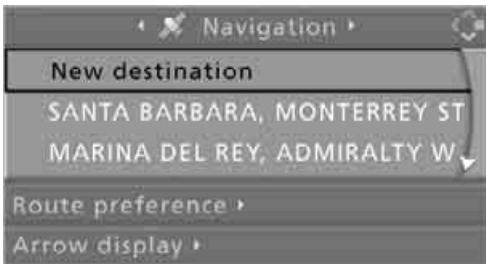 Navigation
New destination
SANTA BARBARA, MONTERREY ST
MARINA DEL REY, ADMIRALTY W
Route preference
Arrow display